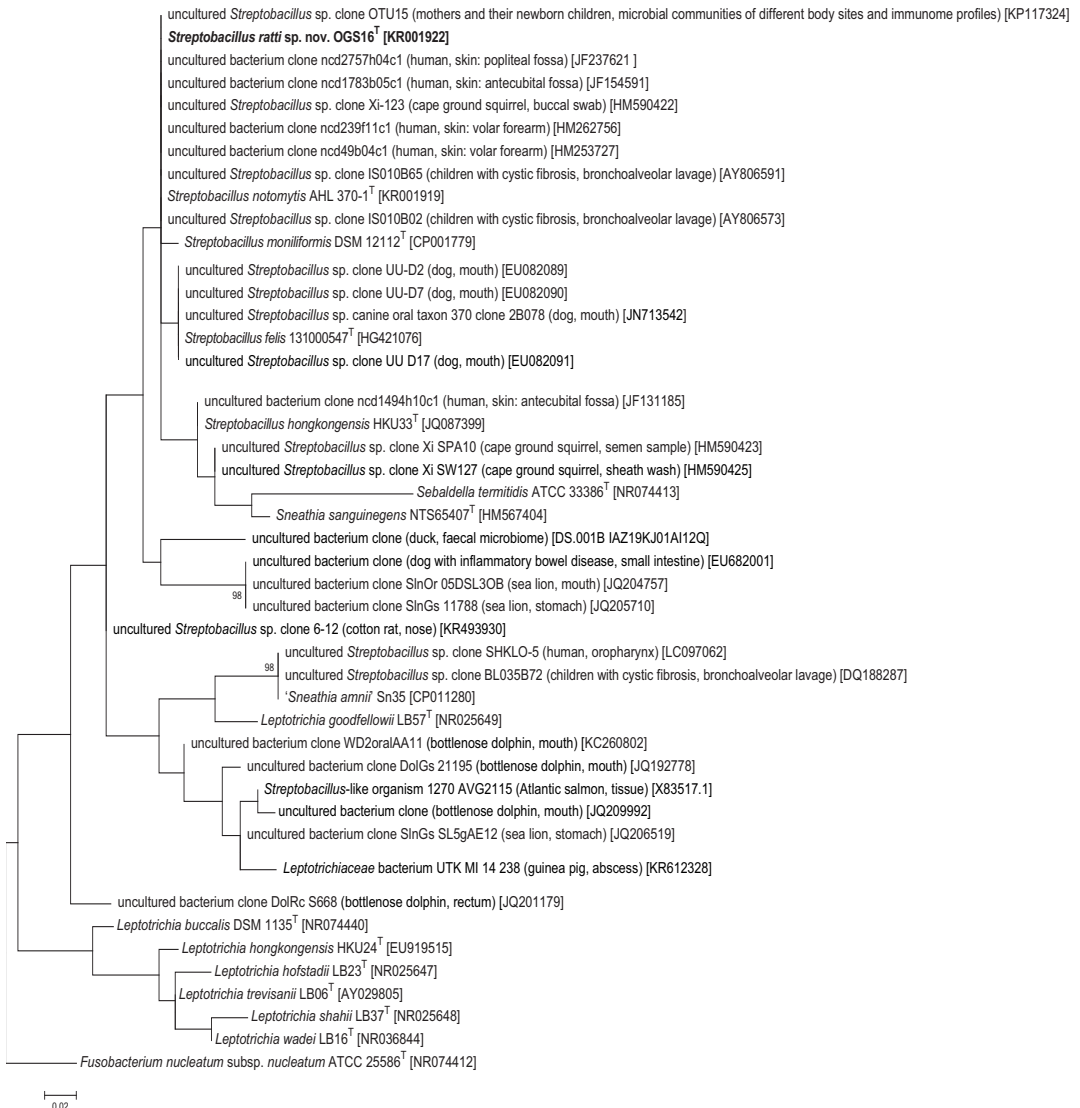 uncultured Streptobacillus sp. clone OTU15 (mothers and their newborn children, microbial communities of different body sites and immunome profiles) [KP117324]
Streptobacillus ratti sp. nov. OGS16T [KR001922]
uncultured bacterium clone ncd2757h04c1 (human, skin: popliteal fossa) [JF237621 ]
uncultured bacterium clone ncd1783b05c1 (human, skin: antecubital fossa) [JF154591]
uncultured Streptobacillus sp. clone Xi-123 (cape ground squirrel, buccal swab) [HM590422]
uncultured bacterium clone ncd239f11c1 (human, skin: volar forearm) [HM262756]
uncultured bacterium clone ncd49b04c1 (human, skin: volar forearm) [HM253727]
uncultured Streptobacillus sp. clone IS010B65 (children with cystic fibrosis, bronchoalveolar lavage) [AY806591]
Streptobacillus notomytis AHL 370-1T [KR001919]
uncultured Streptobacillus sp. clone IS010B02 (children with cystic fibrosis, bronchoalveolar lavage) [AY806573]
Streptobacillus moniliformis DSM 12112T [CP001779]
uncultured Streptobacillus sp. clone UU-D2 (dog, mouth) [EU082089]
uncultured Streptobacillus sp. clone UU-D7 (dog, mouth) [EU082090]
uncultured Streptobacillus sp. canine oral taxon 370 clone 2B078 (dog, mouth) [JN713542]
Streptobacillus felis 131000547T [HG421076]
uncultured Streptobacillus sp. clone UU D17 (dog, mouth) [EU082091]
uncultured bacterium clone ncd1494h10c1 (human, skin: antecubital fossa) [JF131185]
Streptobacillus hongkongensis HKU33T [JQ087399]
uncultured Streptobacillus sp. clone Xi SPA10 (cape ground squirrel, semen sample) [HM590423]
uncultured Streptobacillus sp. clone Xi SW127 (cape ground squirrel, sheath wash) [HM590425]
Sebaldella termitidis ATCC 33386T [NR074413]
Sneathia sanguinegens NTS65407T [HM567404]
uncultured bacterium clone (duck, faecal microbiome) [DS.001B IAZ19KJ01AI12Q]
uncultured bacterium clone (dog with inflammatory bowel disease, small intestine) [EU682001]
uncultured bacterium clone SlnOr 05DSL3OB (sea lion, mouth) [JQ204757]
98
uncultured bacterium clone SlnGs 11788 (sea lion, stomach) [JQ205710]
uncultured Streptobacillus sp. clone 6-12 (cotton rat, nose) [KR493930]
uncultured Streptobacillus sp. clone SHKLO-5 (human, oropharynx) [LC097062]
98
uncultured Streptobacillus sp. clone BL035B72 (children with cystic fibrosis, bronchoalveolar lavage) [DQ188287]
'Sneathia amnii' Sn35 [CP011280]
Leptotrichia goodfellowii LB57T [NR025649]
uncultured bacterium clone WD2oralAA11 (bottlenose dolphin, mouth) [KC260802]
uncultured bacterium clone DolGs 21195 (bottlenose dolphin, mouth) [JQ192778]
Streptobacillus-like organism 1270 AVG2115 (Atlantic salmon, tissue) [X83517.1]
uncultured bacterium clone (bottlenose dolphin, mouth) [JQ209992]
uncultured bacterium clone SlnGs SL5gAE12 (sea lion, stomach) [JQ206519]
Leptotrichiaceae bacterium UTK MI 14 238 (guinea pig, abscess) [KR612328]
uncultured bacterium clone DolRc S668 (bottlenose dolphin, rectum) [JQ201179]
Leptotrichia buccalis DSM 1135T [NR074440]
Leptotrichia hongkongensis HKU24T [EU919515]
Leptotrichia hofstadii LB23T [NR025647]
Leptotrichia trevisanii LB06T [AY029805]
Leptotrichia shahii LB37T [NR025648]
Leptotrichia wadei LB16T [NR036844]
Fusobacterium nucleatum subsp. nucleatum ATCC 25586T [NR074412]
0.02